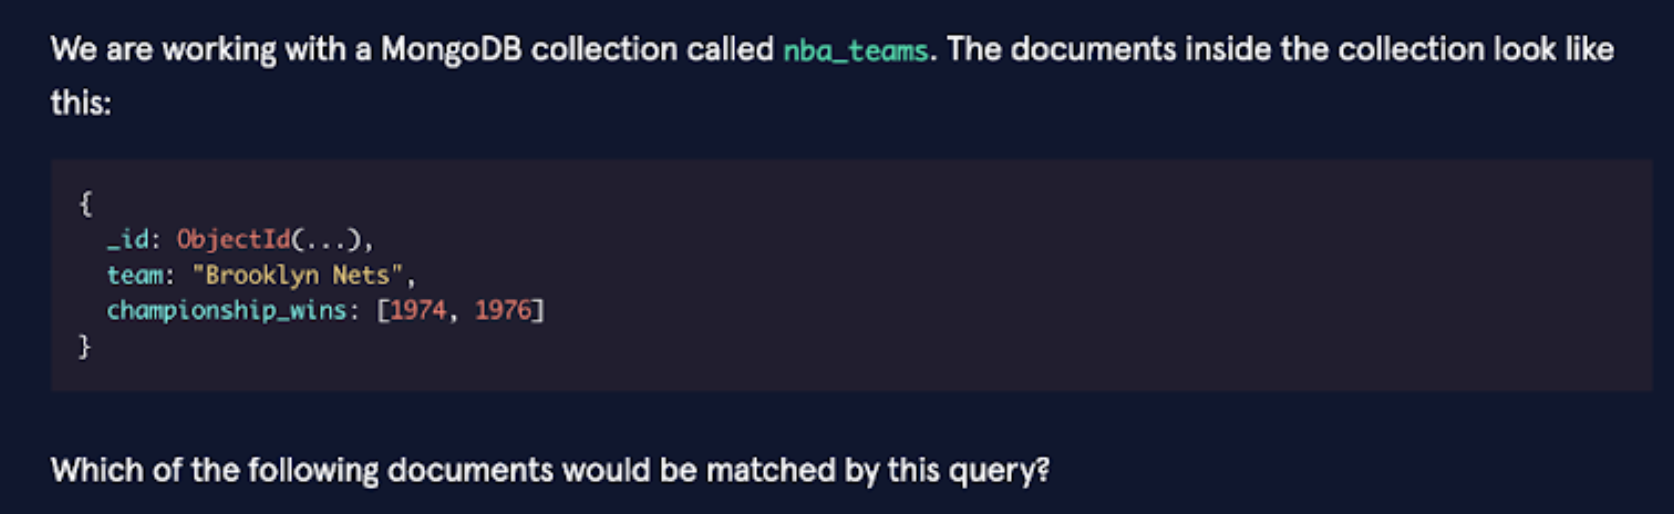 We are working with a MongoDB collection called nba_teams. The documents inside the collection look like
this:
{
_id: ObjectId(...),
team: "Brooklyn Nets",
championship_wins: [1974, 1976]
}
Which of the following documents would be matched by this query?